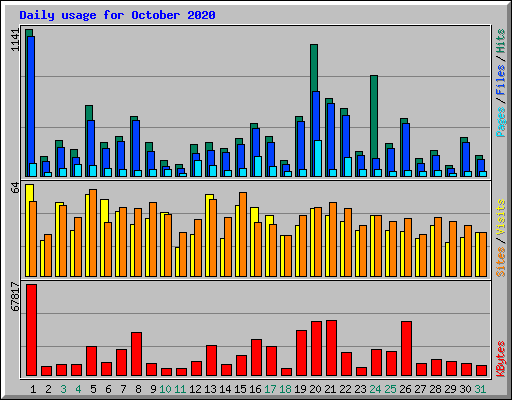 Daily usage for October 2020
1141
Pages / Files / Hits
64
Sites / Visits
67817
KBytes
1 2 3 4 5 6 7 8 9 10 11 12 13 14 15 16 17 18 19 20 21 22 23 24 25 26 27 28 29 30 31